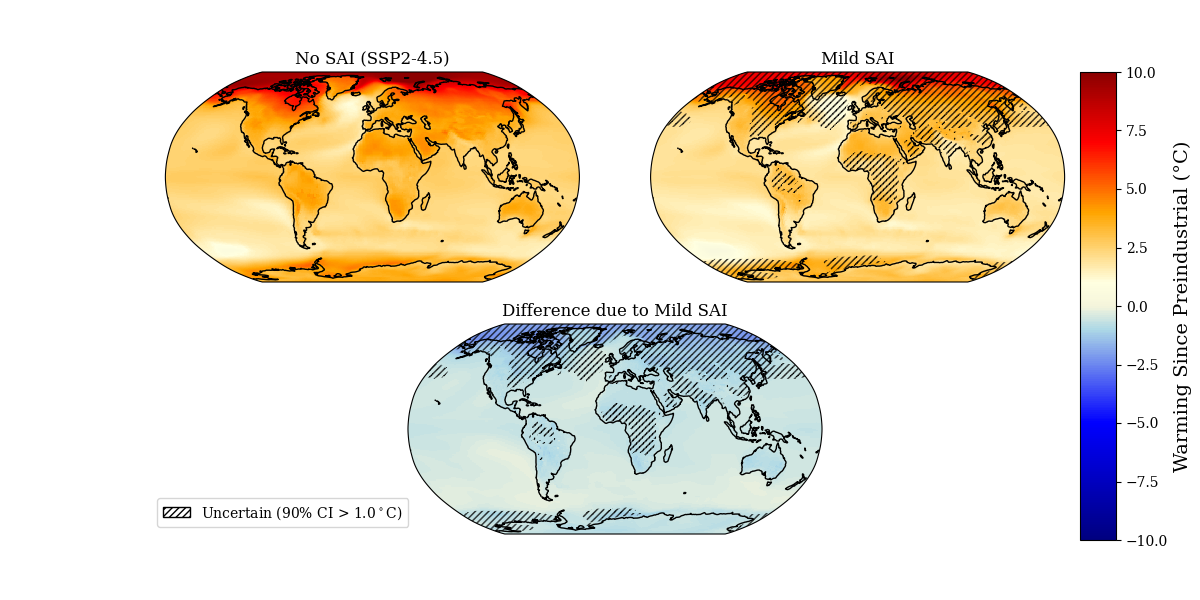 No SAI (SSP2-4.5)
Mild SAI
Difference due to Mild SAI
Uncertain (90% CI > 1.0°C)
10.0
7.5
5.0
2.5
0.0
−2.5
−5.0
−7.5
−10.0
Warming Since Preindustrial (°C)